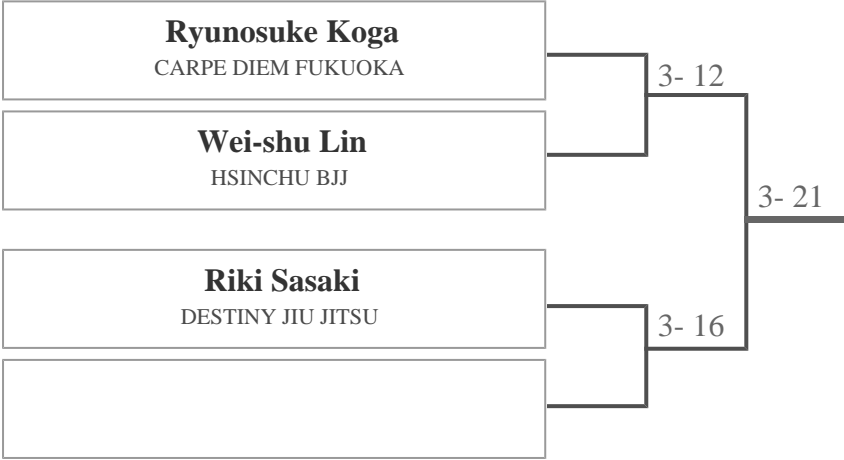 Ryunosuke Koga
CARPE DIEM FUKUOKA
3- 12
Wei-shu Lin
HSINCHU BJJ
3- 21
Riki Sasaki
DESTINY JIU JITSU
3- 16